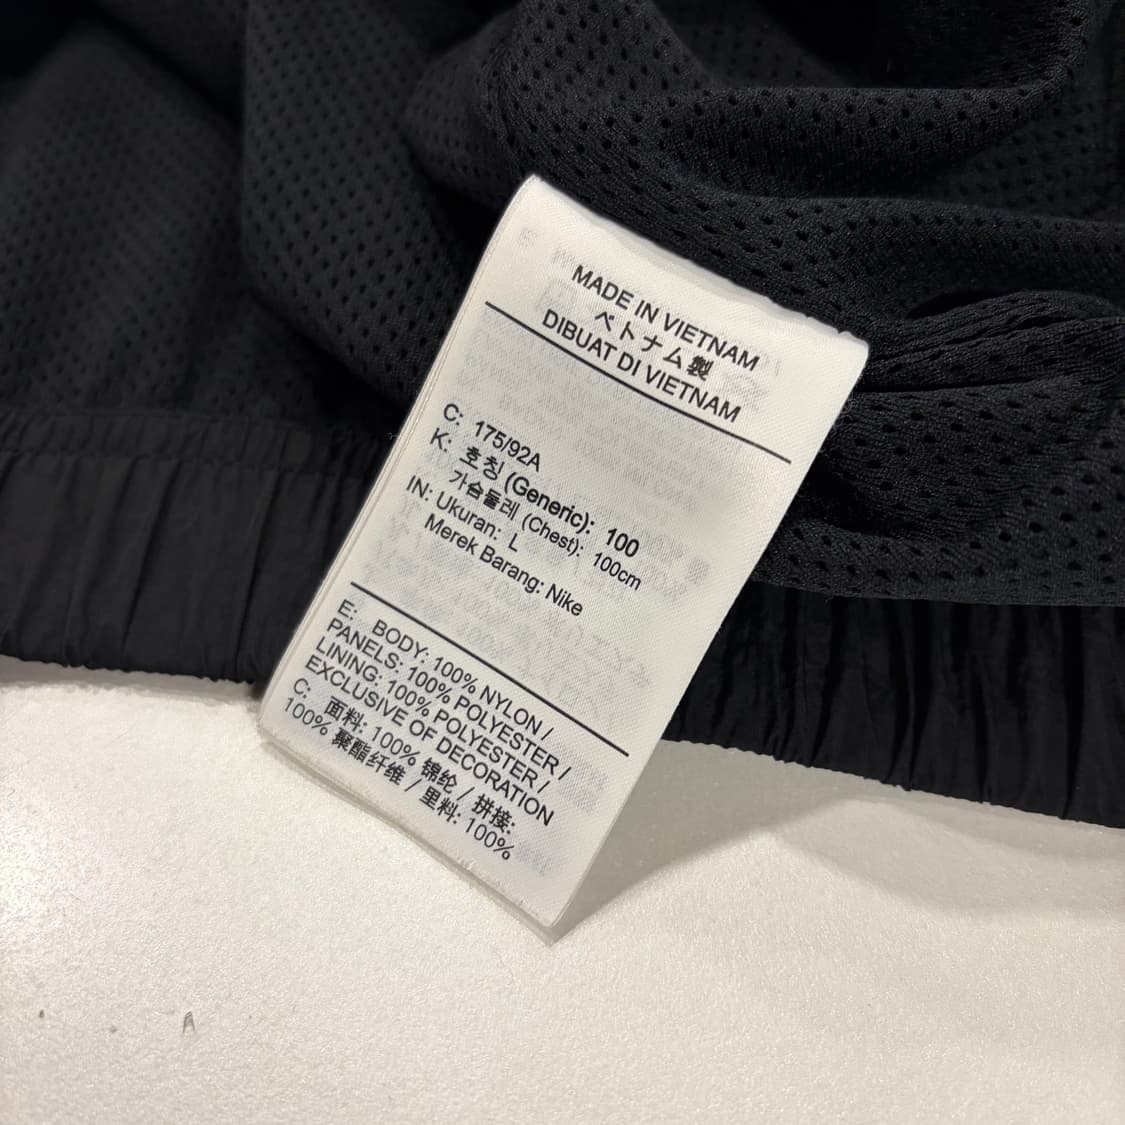 MADE IN VIETNAM
ベトナム製
DIBUAT DI VIETNAM
C: 175/92A
K: 호칭 (Generic): 100
가슴둘레 (Chest): 100cm
IN: Ukuran: L
Merek Barang: Nike
E: BODY: 100% NYLON /
PANELS: 100% POLYESTER /
LINING: 100% POLYESTER /
EXCLUSIVE OF DECORATION
C: 面料: 100% 锦纶 / 拼接:
100% 聚酯纤维 / 里料: 100%